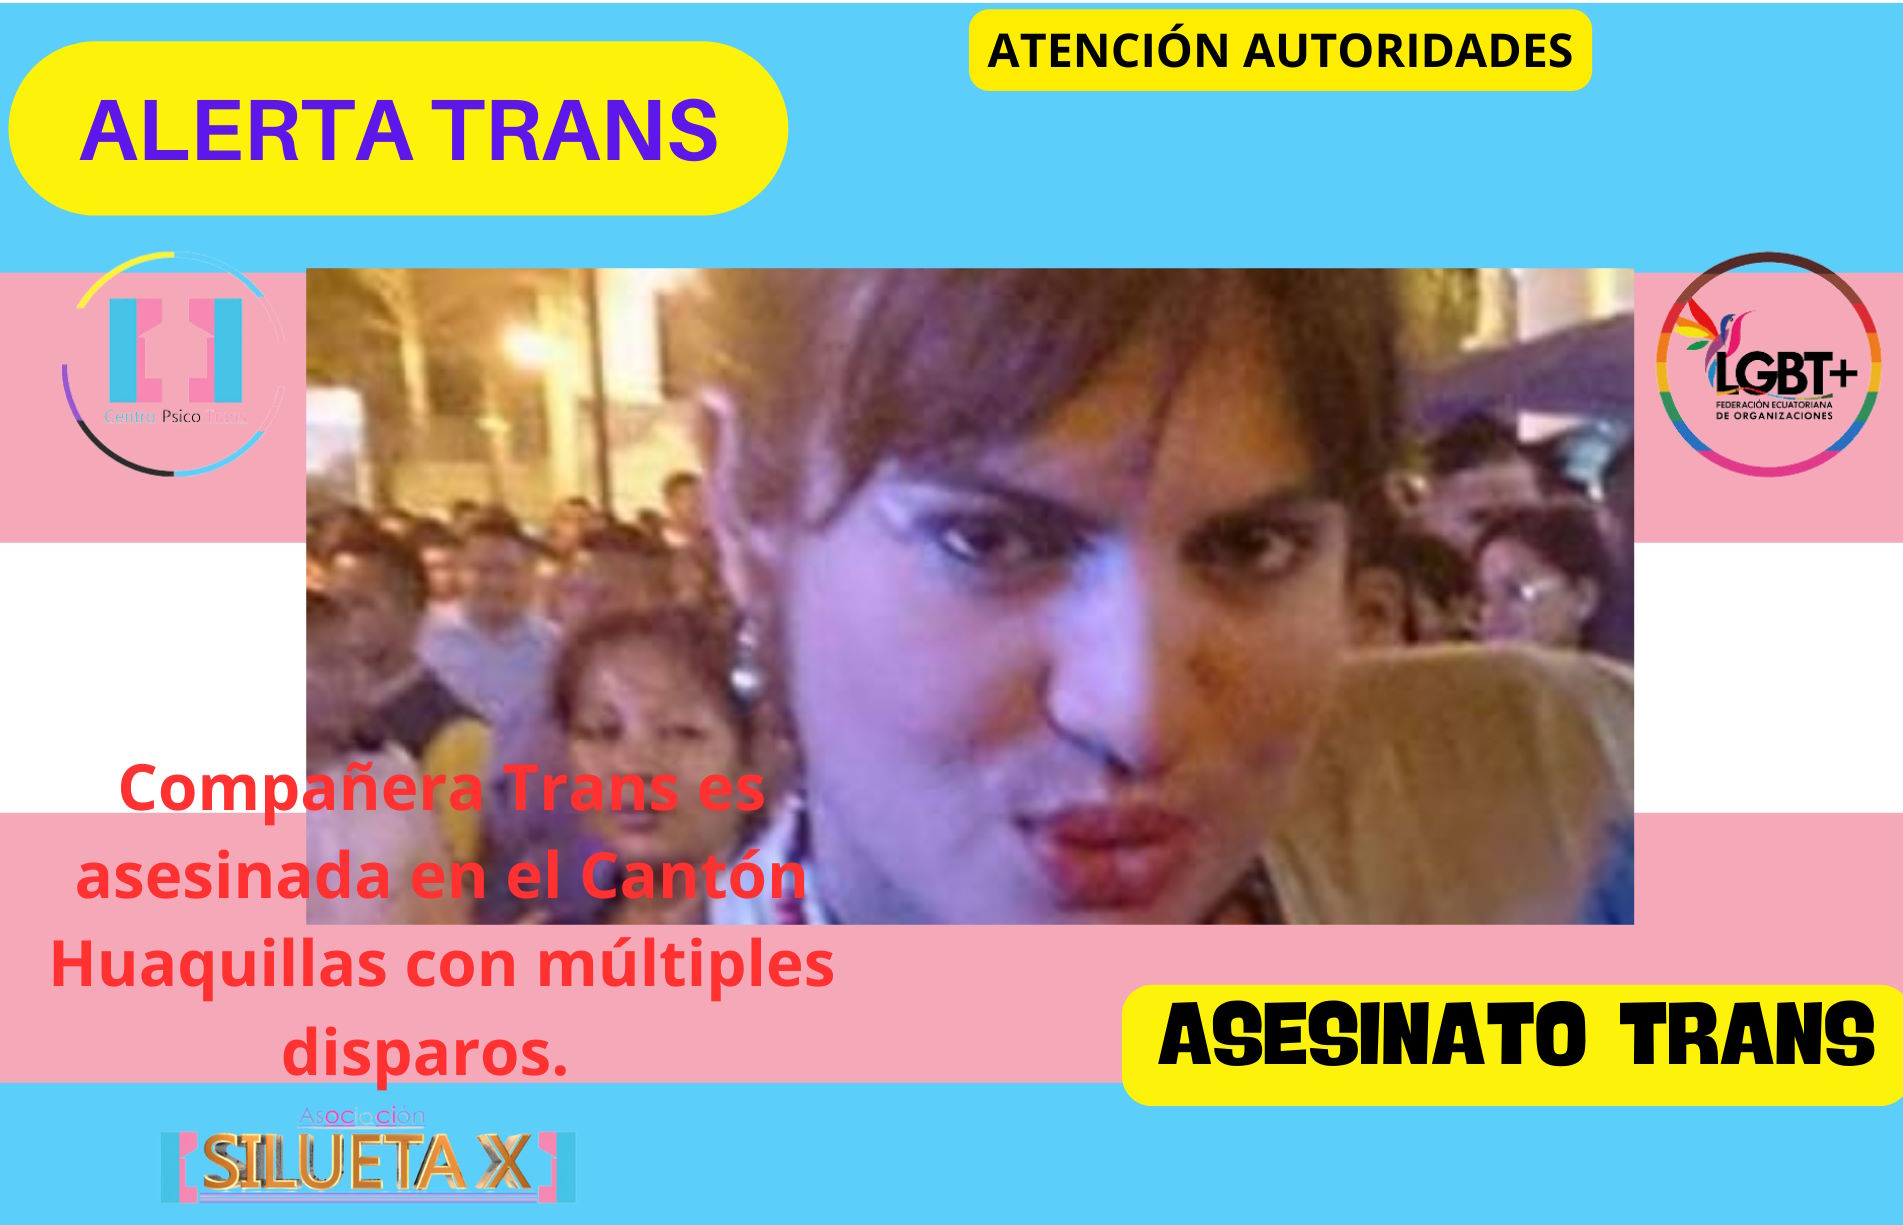 ATENCIÓN AUTORIDADES
ALERTA TRANS
Centro Psico Trans
LGBT+
FEDERACIÓN ECUATORIANA
DE ORGANIZACIONES
Compañera Trans es
asesinada en el Cantón
Huaquillas con múltiples
disparos.
ASESINATO TRANS
Asociación
SILUETA X